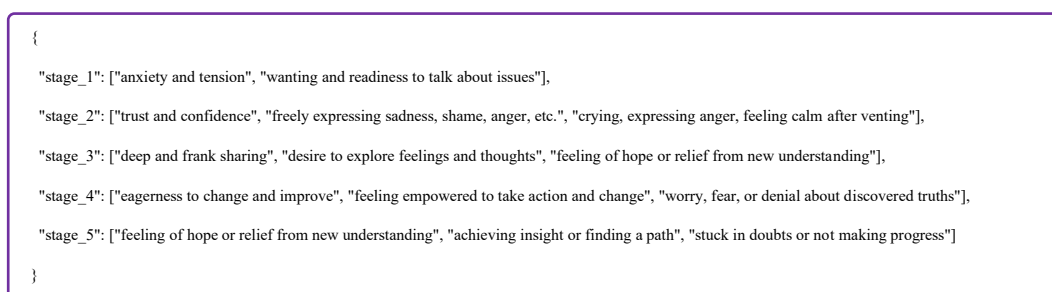 {
"stage_1": ["anxiety and tension", "wanting and readiness to talk about issues"],
"stage_2": ["trust and confidence", "freely expressing sadness, shame, anger, etc.", "crying, expressing anger, feeling calm after venting"],
"stage_3": ["deep and frank sharing", "desire to explore feelings and thoughts", "feeling of hope or relief from new understanding"],
"stage_4": ["eagerness to change and improve", "feeling empowered to take action and change", "worry, fear, or denial about discovered truths"],
"stage_5": ["feeling of hope or relief from new understanding", "achieving insight or finding a path", "stuck in doubts or not making progress"]
}